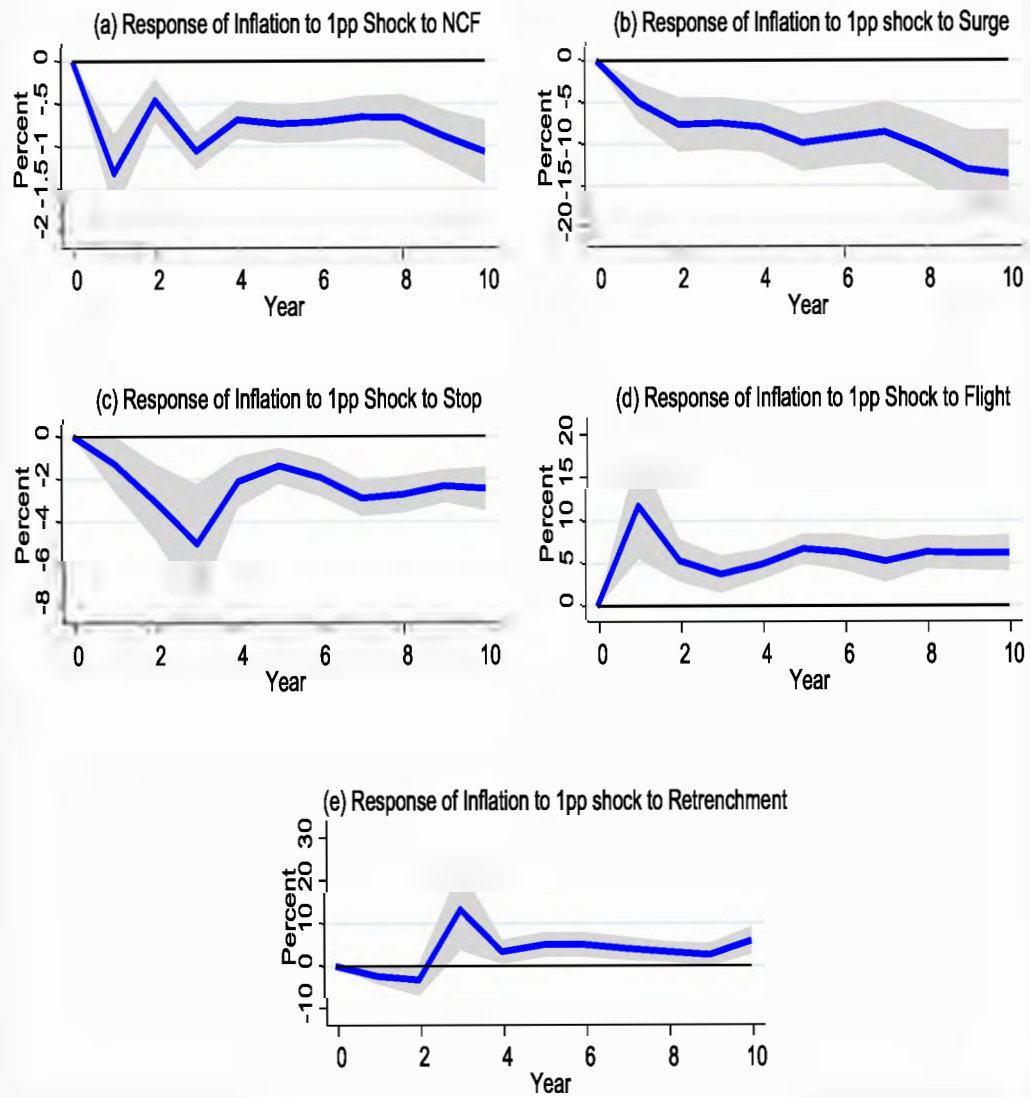 (a) Response of Inflation to 1pp Shock to NCF
Percent
0
-.5
-1
-1.5
-2
0 2 4 6 8 10
Year
(b) Response of Inflation to 1pp shock to Surge
Percent
0
-5
-10
-15
-20
0 2 4 6 8 10
Year
(c) Response of Inflation to 1pp Shock to Stop
Percent
0
-2
-4
-6
-8
0 2 4 6 8 10
Year
(d) Response of Inflation to 1pp Shock to Flight
Percent
20
15
10
5
0
0 2 4 6 8 10
Year
(e) Response of Inflation to 1pp shock to Retrenchment
Percent
30
20
10
0
-10
0 2 4 6 8 10
Year